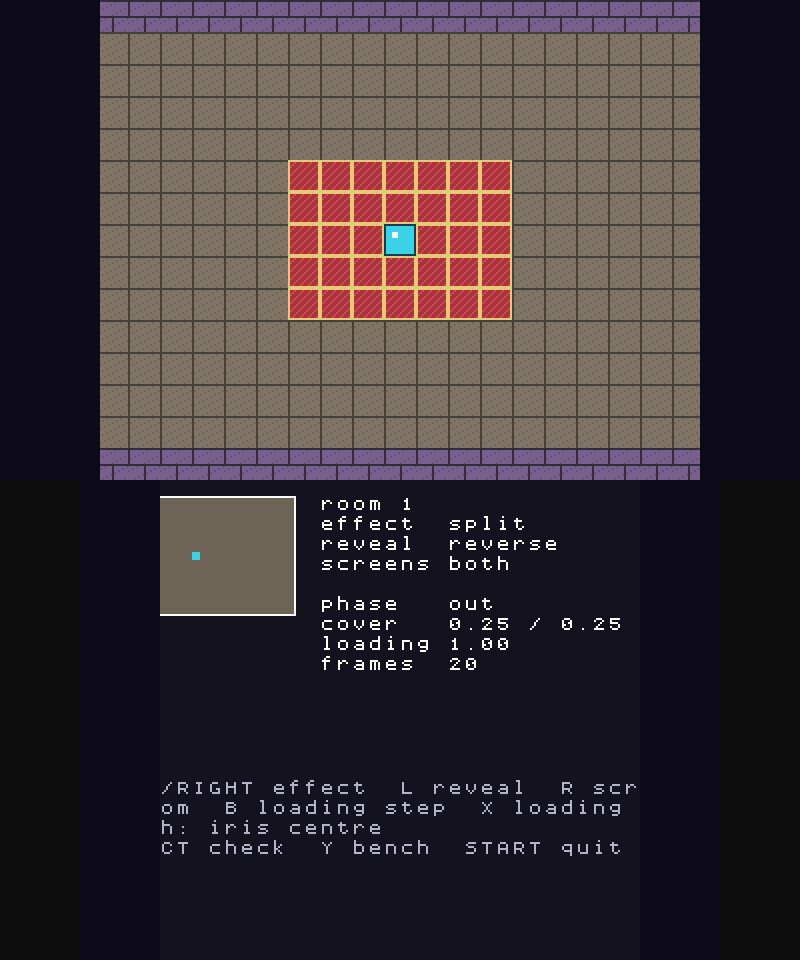 room 1
effect split
reveal reverse
screens both
phase out
cover 0.25 / 0.25
loading 1.00
frames 20
/RIGHT effect L reveal R scr
om B loading step X loading
h: iris centre
CT check Y bench START quit